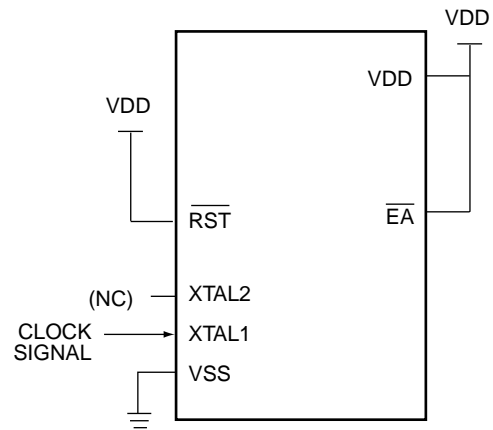 VDD
VDD
VDD
RST
EA
(NC)
XTAL2
CLOCK
SIGNAL
XTAL1
VSS